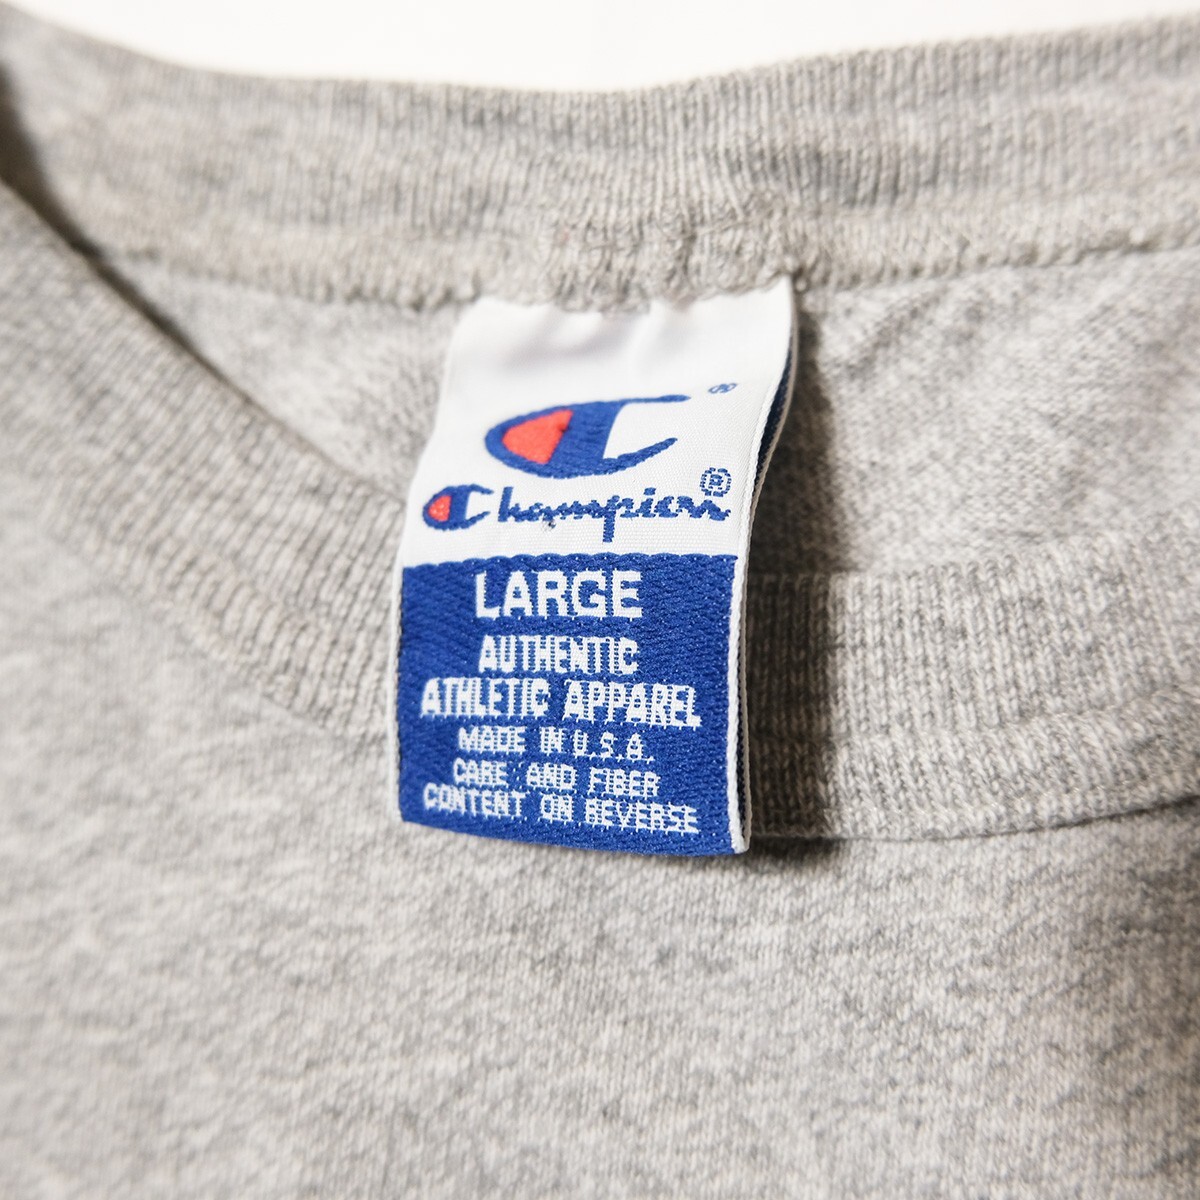 ®
Champion®
LARGE
AUTHENTIC
ATHLETIC APPAREL
MADE IN U.S.A.
CARE AND FIBER
CONTENT ON REVERSE